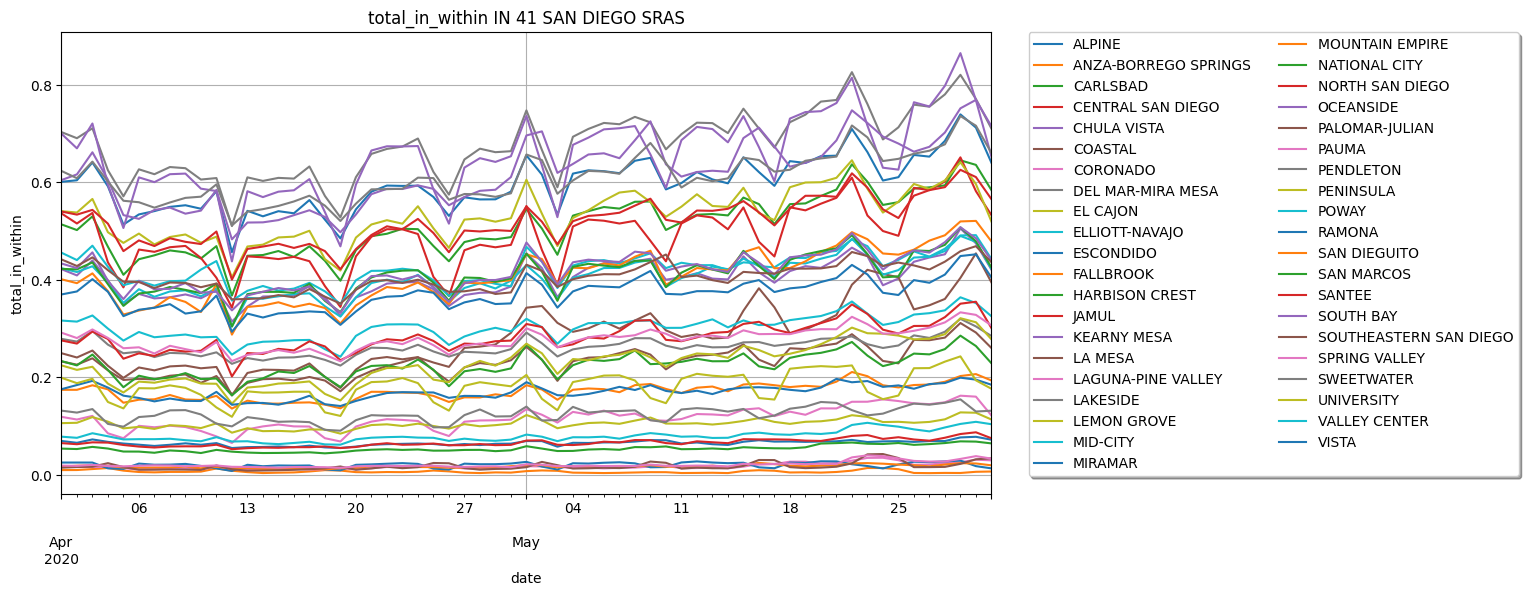 total_in_within IN 41 SAN DIEGO SRAS
total_in_within
0.8
0.6
0.4
0.2
0.0
06
13
20
27
04
11
18
25
Apr
2020
May
date
ALPINE
ANZA-BORREGO SPRINGS
CARLSBAD
CENTRAL SAN DIEGO
CHULA VISTA
COASTAL
CORONADO
DEL MAR-MIRA MESA
EL CAJON
ELLIOTT-NAVAJO
ESCONDIDO
FALLBROOK
HARBISON CREST
JAMUL
KEARNY MESA
LA MESA
LAGUNA-PINE VALLEY
LAKESIDE
LEMON GROVE
MID-CITY
MIRAMAR
MOUNTAIN EMPIRE
NATIONAL CITY
NORTH SAN DIEGO
OCEANSIDE
PALOMAR-JULIAN
PAUMA
PENDLETON
PENINSULA
POWAY
RAMONA
SAN DIEGUITO
SAN MARCOS
SANTEE
SOUTH BAY
SOUTHEASTERN SAN DIEGO
SPRING VALLEY
SWEETWATER
UNIVERSITY
VALLEY CENTER
VISTA